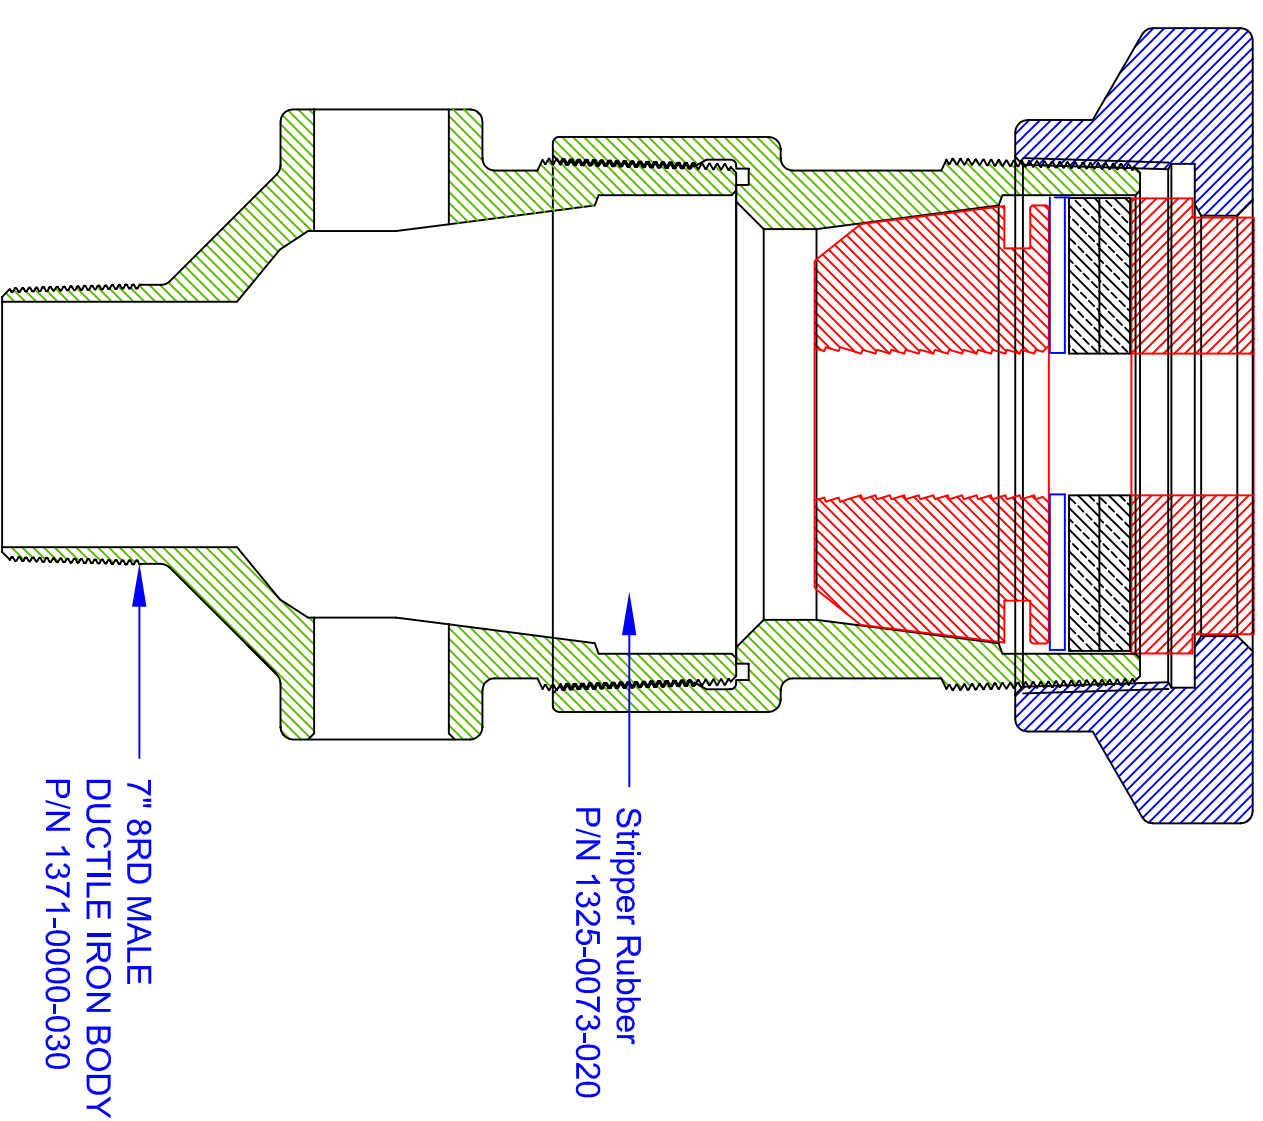 Stripper Rubber
P/N 1325-0073-020
7" 8RD MALE
DUCTILE IRON BODY
P/N 1371-0000-030